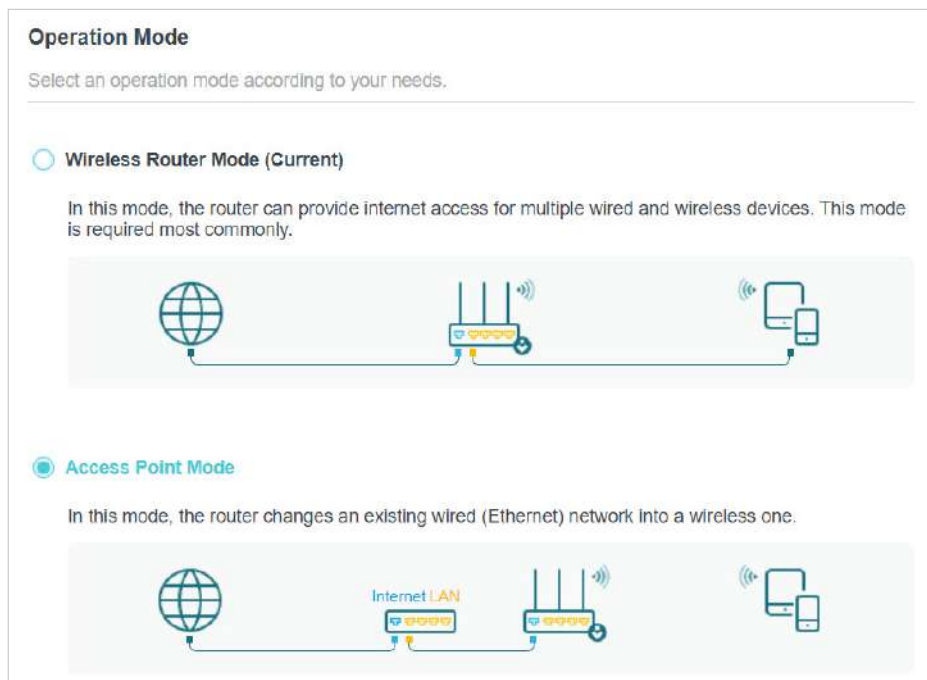 Operation Mode
Select an operation mode according to your needs.
Wireless Router Mode (Current)
In this mode, the router can provide internet access for multiple wired and wireless devices. This mode
is required most commonly.
Access Point Mode
In this mode, the router changes an existing wired (Ethernet) network into a wireless one.
Internet LAN